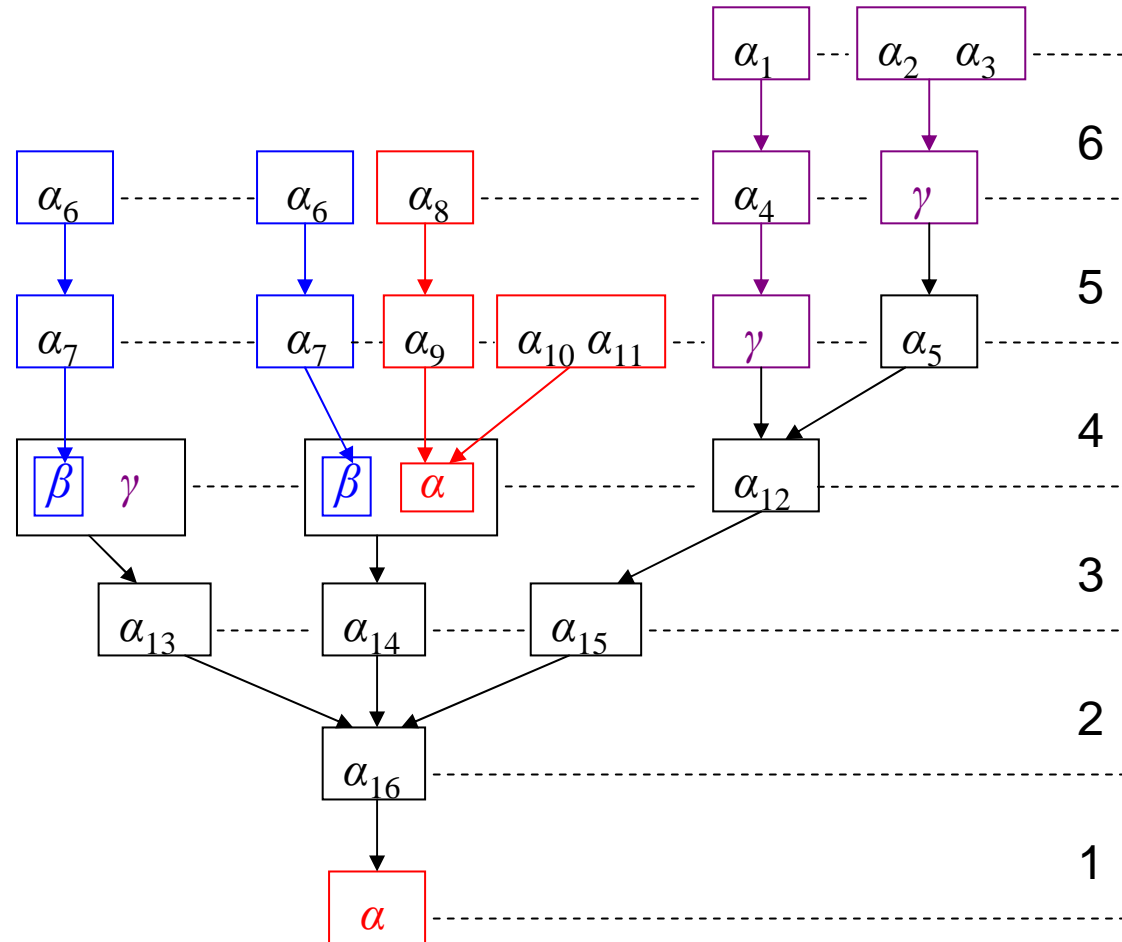 α₁ α₂ α₃
6
α₆ α₆ α₈ α₄ γ
5
α₇ α₇ α₉ α₁₀ α₁₁ γ α₅
4
β γ β α α₁₂
3
α₁₃ α₁₄ α₁₅
2
α₁₆
1
α